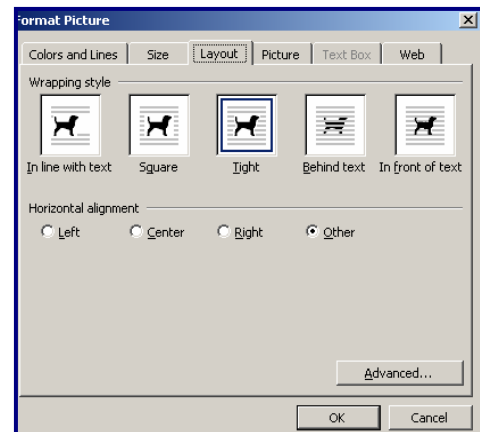 Format Picture
Colors and Lines Size Layout Picture Text Box Web
Wrapping style
In line with text Square Tight Behind text In front of text
Horizontal alignment
Left Center Right Other
Advanced...
OK Cancel